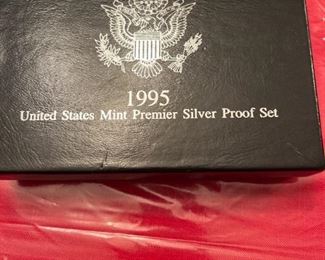 1995
United States Mint Premier Silver Proof Set